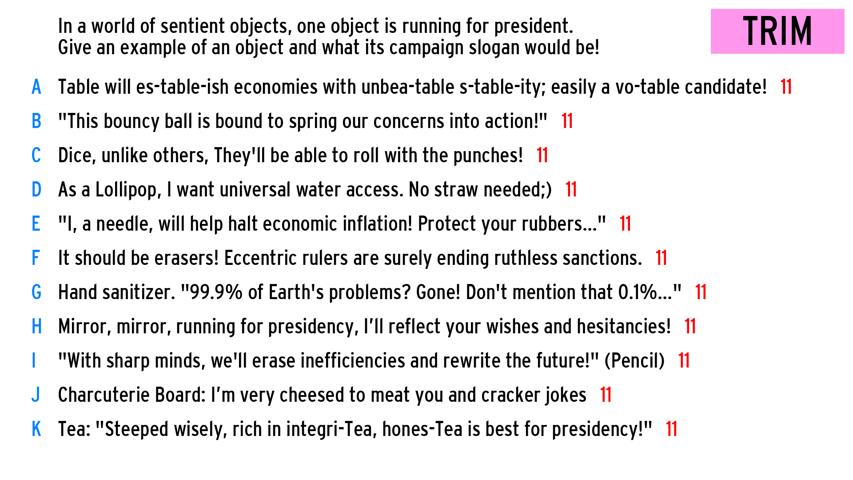 In a world of sentient objects, one object is running for president.
Give an example of an object and what its campaign slogan would be!
TRIM
A Table will es-table-ish economies with unbea-table s-table-ity; easily a vo-table candidate! 11
B "This bouncy ball is bound to spring our concerns into action!" 11
C Dice, unlike others, They'll be able to roll with the punches! 11
D As a Lollipop, I want universal water access. No straw needed;) 11
E "I, a needle, will help halt economic inflation! Protect your rubbers..." 11
F It should be erasers! Eccentric rulers are surely ending ruthless sanctions. 11
G Hand sanitizer. "99.9% of Earth's problems? Gone! Don't mention that 0.1%..." 11
H Mirror, mirror, running for presidency, I'll reflect your wishes and hesitancies! 11
I "With sharp minds, we'll erase inefficiencies and rewrite the future!" (Pencil) 11
J Charcuterie Board: I'm very cheesed to meat you and cracker jokes 11
K Tea: "Steeped wisely, rich in integri-Tea, hones-Tea is best for presidency!" 11